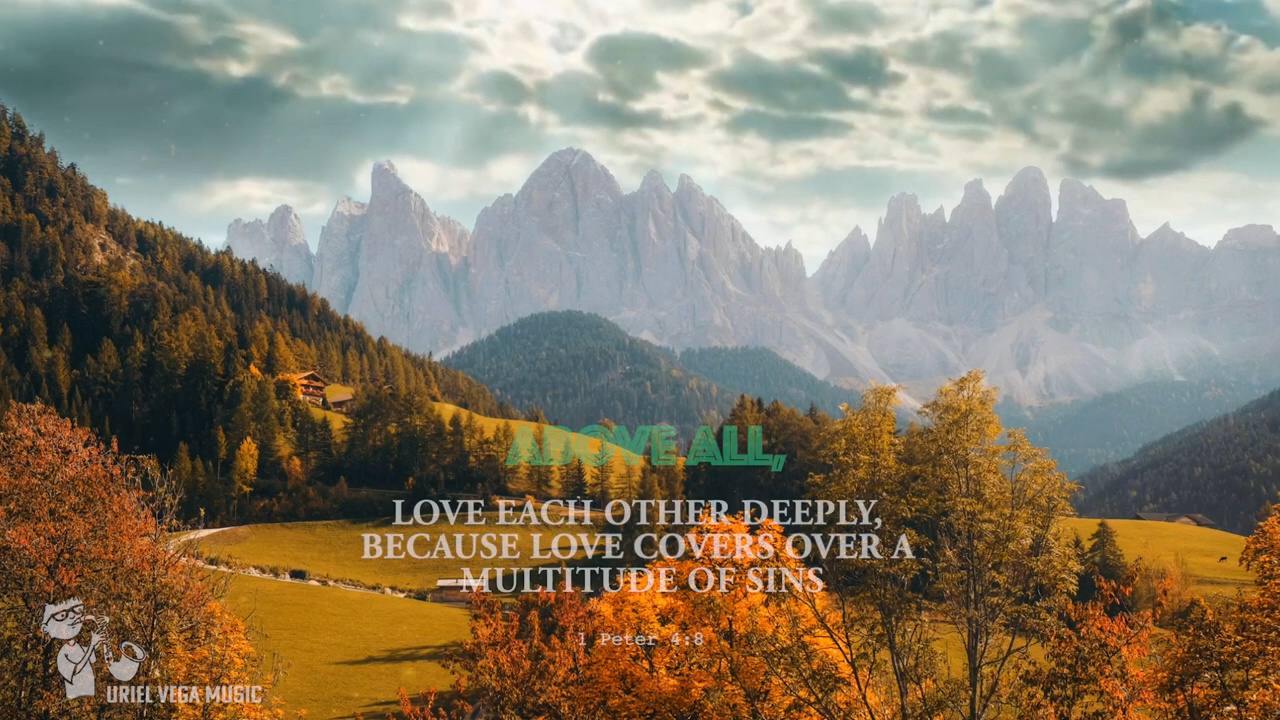 ABOVE ALL,
LOVE EACH OTHER DEEPLY,
BECAUSE LOVE COVERS OVER A
MULTITUDE OF SINS
1 Peter 4:8
URIEL VEGA MUSIC